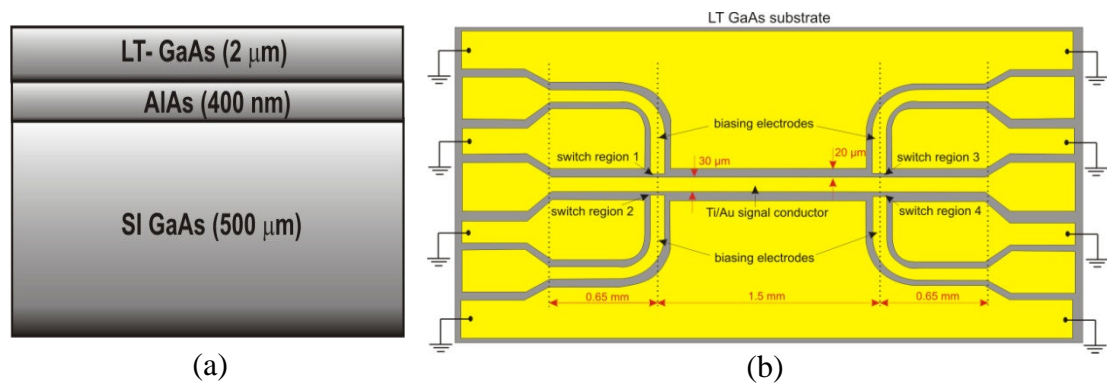 LT- GaAs (2 μm)
AlAs (400 nm)
SI GaAs (500 μm)
(a)
LT GaAs substrate
biasing electrodes
switch region 1
30 μm
20 μm
switch region 3
switch region 2
Ti/Au signal conductor
switch region 4
biasing electrodes
0.65 mm
1.5 mm
0.65 mm
(b)